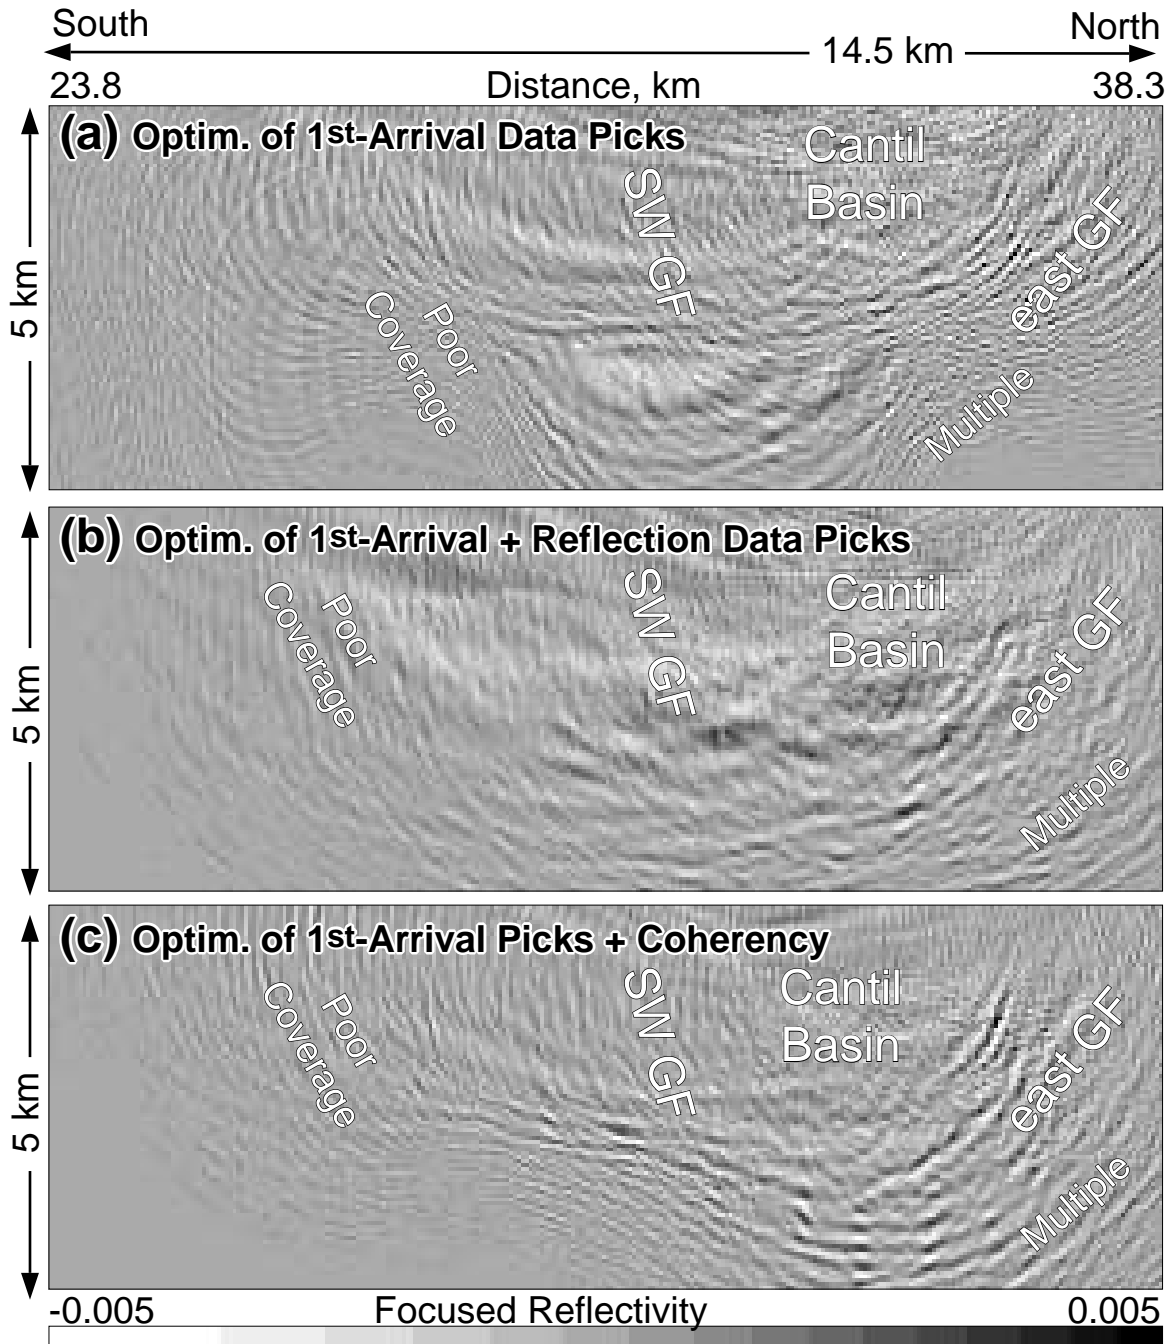 South North
14.5 km
23.8 Distance, km 38.3
(a) Optim. of 1st-Arrival Data Picks
Cantil
Basin
SW GF
east GF
Poor
Coverage
Multiple
5 km
(b) Optim. of 1st-Arrival + Reflection Data Picks
Cantil
Basin
SW GF
east GF
Poor
Coverage
Multiple
5 km
(c) Optim. of 1st-Arrival Picks + Coherency
Cantil
Basin
SW GF
east GF
Poor
Coverage
Multiple
5 km
-0.005 Focused Reflectivity 0.005